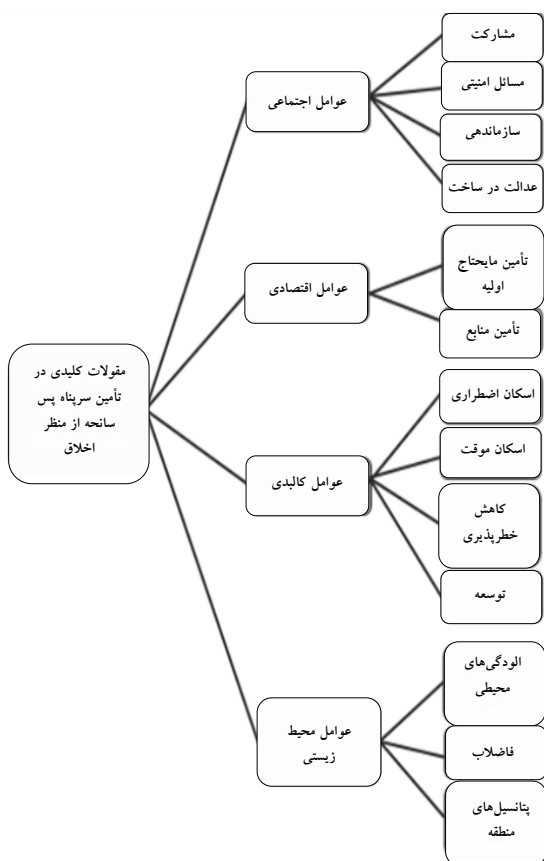 مقولات کلیدی در
تأمین سرپناه پس
سانحه از منظر
اخلاق
عوامل اجتماعی
مشارکت
مسائل امنیتی
سازماندهی
عدالت در ساخت
عوامل اقتصادی
تأمین مایحتاج
اولیه
تأمین منابع
عوامل کالبدی
اسکان اضطراری
اسکان موقت
کاهش
خطرپذیری
توسعه
عوامل محیط
زیستی
الودگی‌های
محیطی
فاضلاب
پتانسیل‌های
منطقه